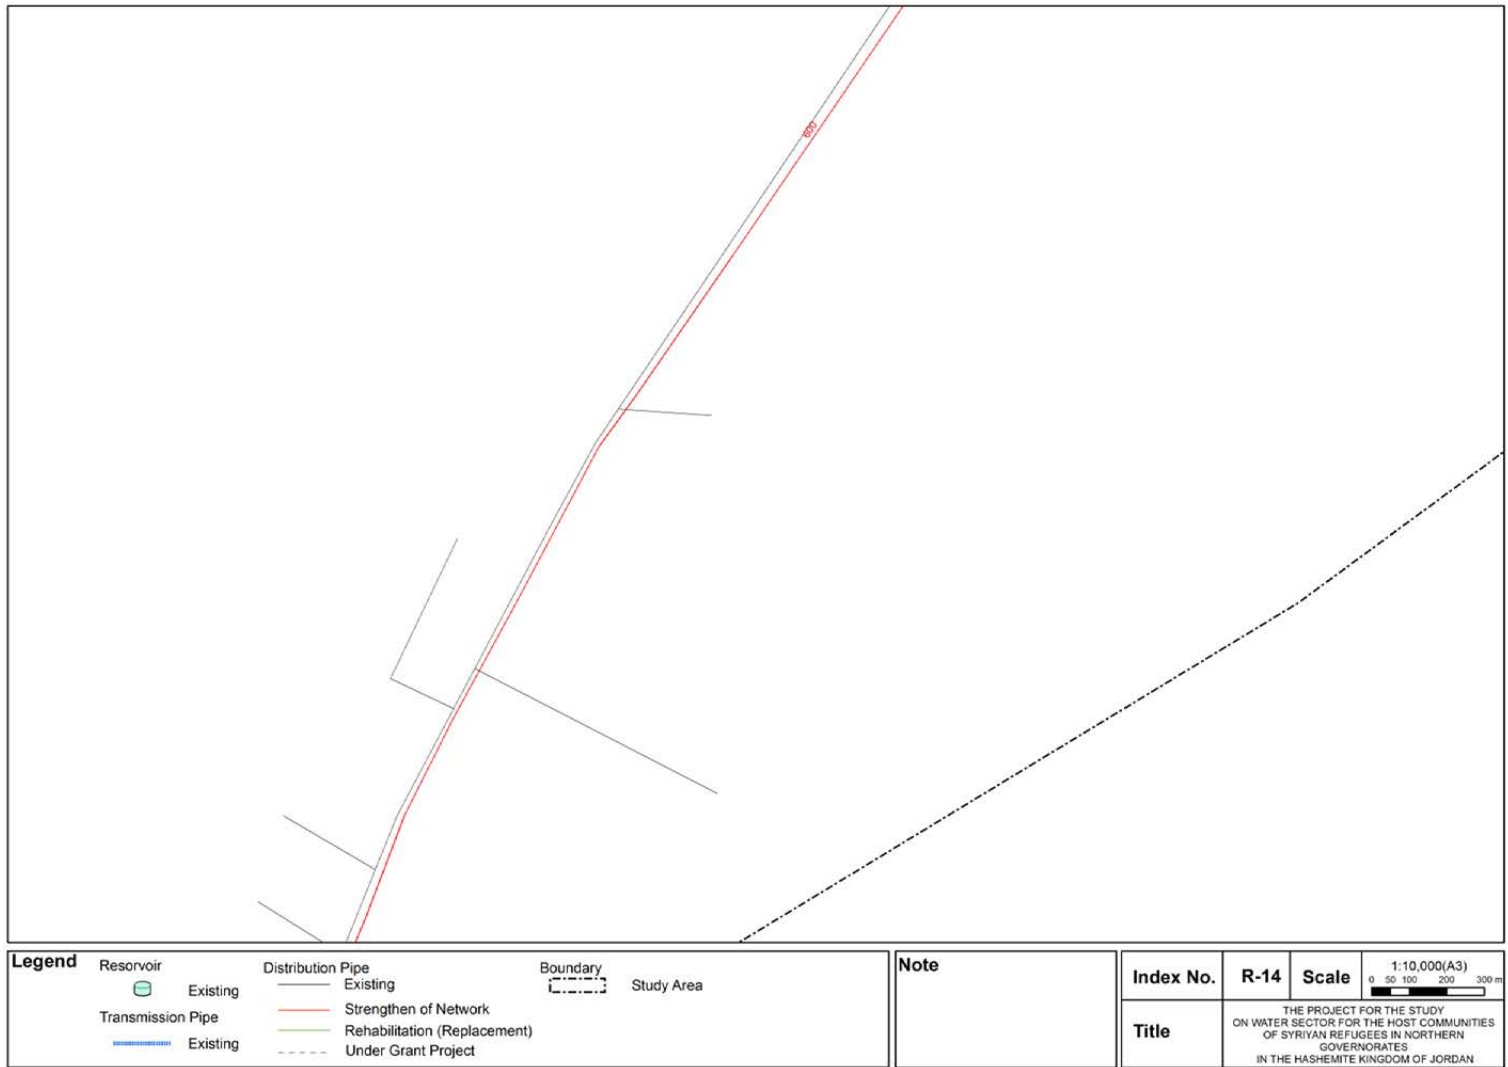 600
Legend
Resorvoir
Existing
Transmission Pipe
Existing
Distribution Pipe
Existing
Strengthen of Network
Rehabilitation (Replacement)
Under Grant Project
Boundary
Study Area
Note
Index No. R-14 Scale 1:10,000(A3)
0 50 100 200 300 m
Title
THE PROJECT FOR THE STUDY
ON WATER SECTOR FOR THE HOST COMMUNITIES
OF SYRIYAN REFUGEES IN NORTHERN
GOVERNORATES
IN THE HASHEMITE KINGDOM OF JORDAN